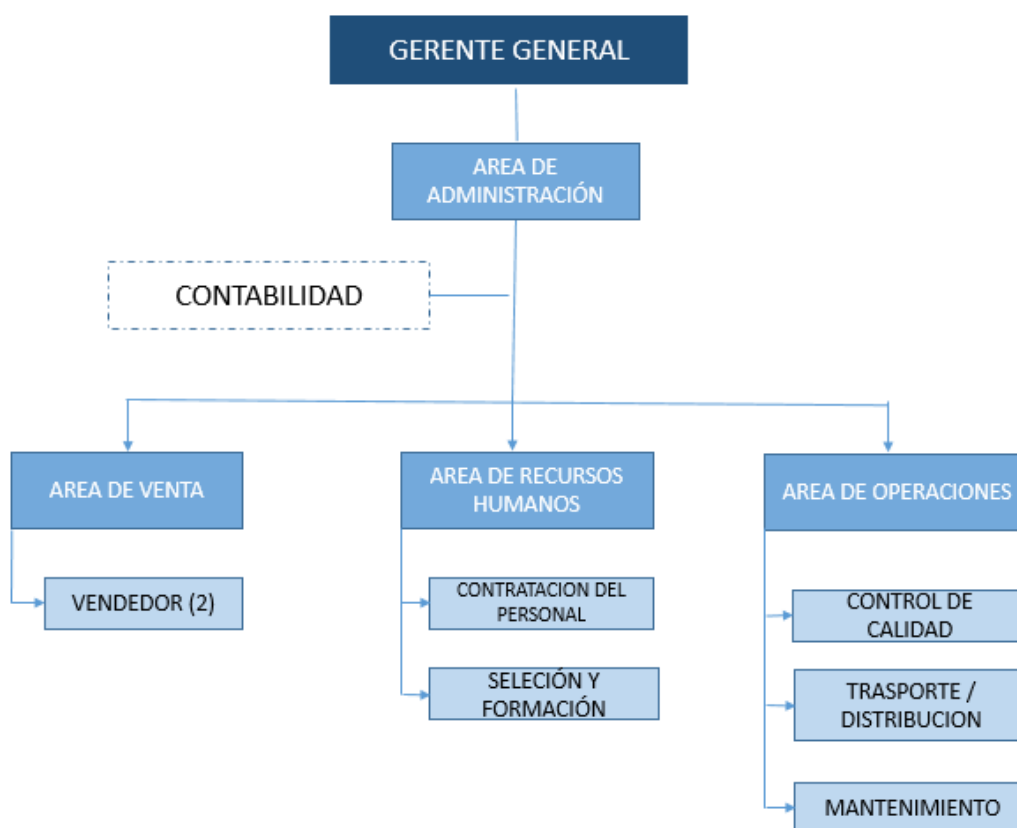 GERENTE GENERAL
AREA DE
ADMINISTRACIÓN
CONTABILIDAD
AREA DE VENTA
AREA DE RECURSOS
HUMANOS
AREA DE OPERACIONES
VENDEDOR (2)
CONTRATACION DEL
PERSONAL
SELECIÓN Y
FORMACIÓN
CONTROL DE
CALIDAD
TRASPORTE /
DISTRIBUCION
MANTENIMIENTO